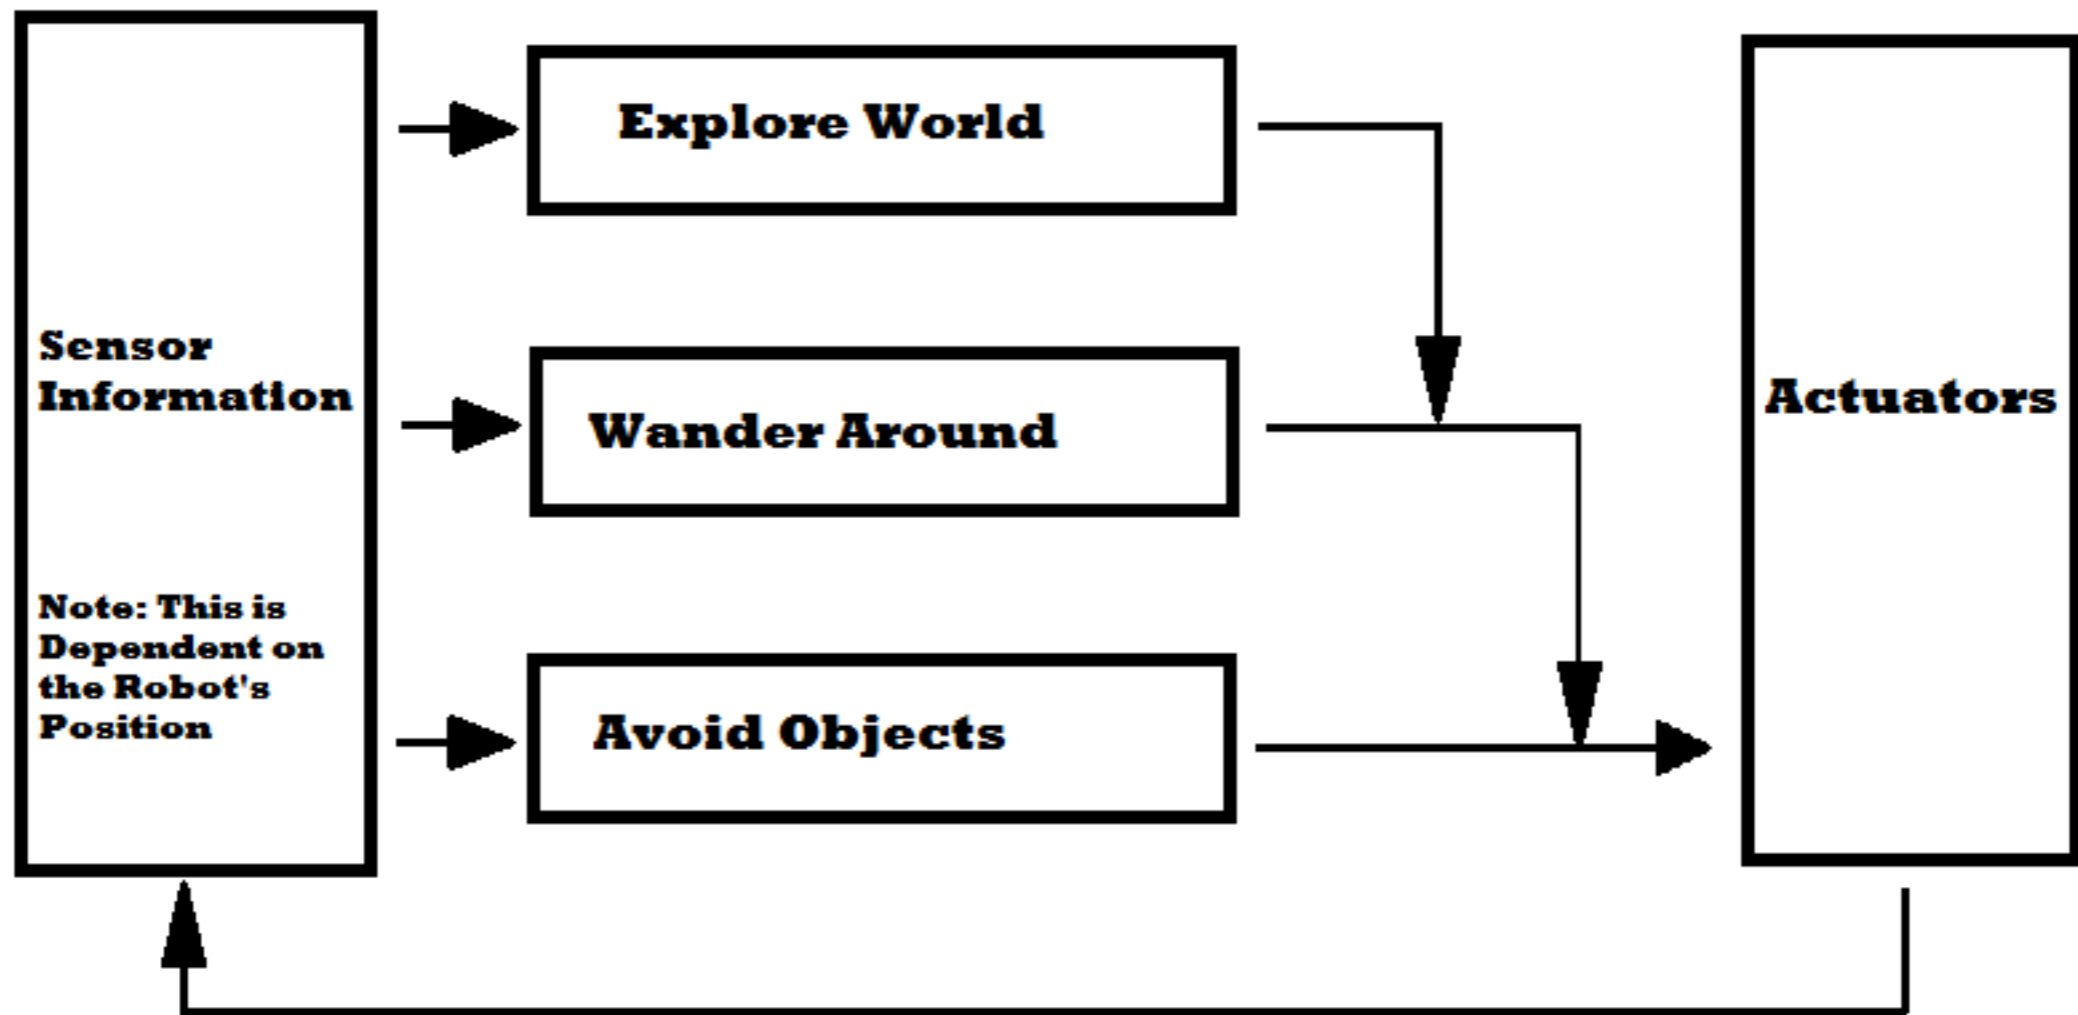 Sensor
Information
Note: This is
Dependent on
the Robot's
Position
Explore World
Wander Around
Avoid Objects
Actuators